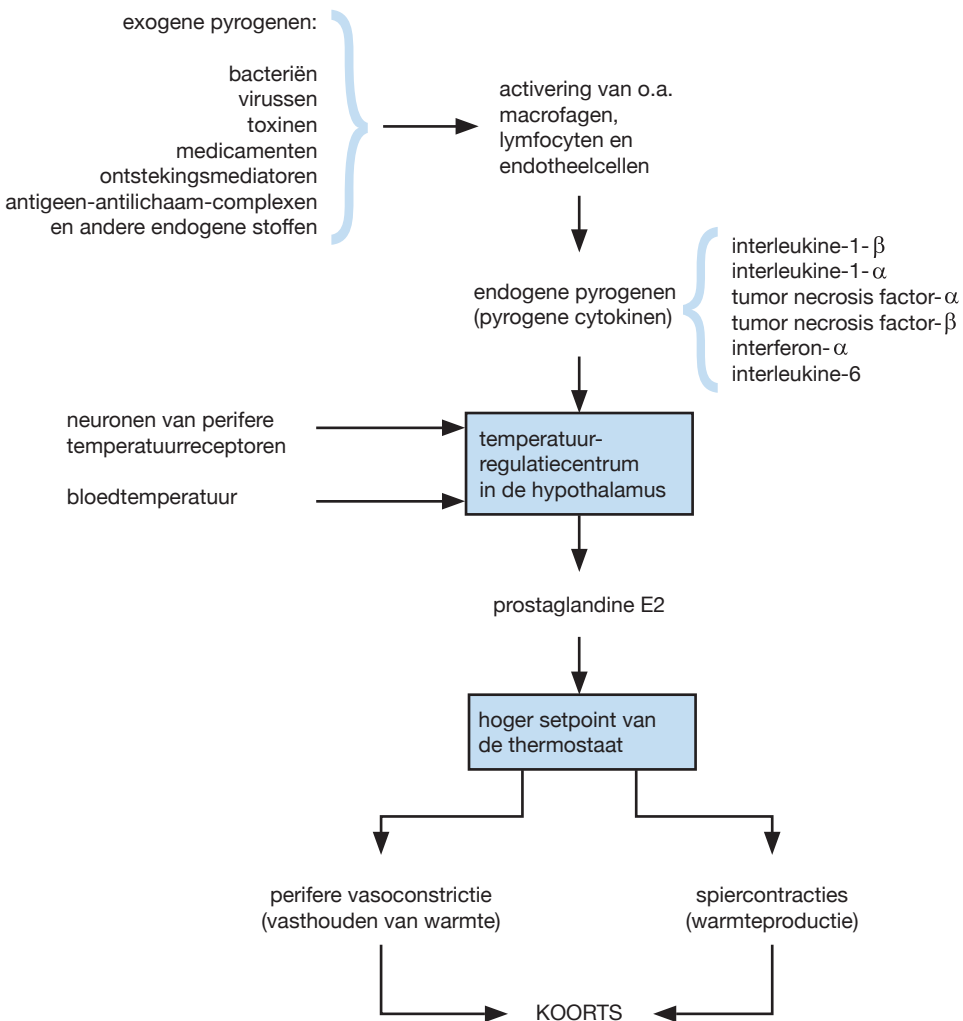 exogene pyrogenen:
bacteriën
virussen
toxinen
medicamenten
ontstekingsmediatoren
antigeen-antilichaam-complexen
en andere endogene stoffen
activering van o.a.
macrofagen,
lymfocyten en
endotheelcellen
endogene pyrogenen
(pyrogene cytokinen)
interleukine-1-β
interleukine-1-α
tumor necrosis factor-α
tumor necrosis factor-β
interferon-α
interleukine-6
neuronen van perifere
temperatuurreceptoren
bloedtemperatuur
temperatuur-
regulatiecentrum
in de hypothalamus
prostaglandine E2
hoger setpoint van
de thermostaat
perifere vasoconstrictie
(vasthouden van warmte)
spiercontracties
(warmteproductie)
KOORTS